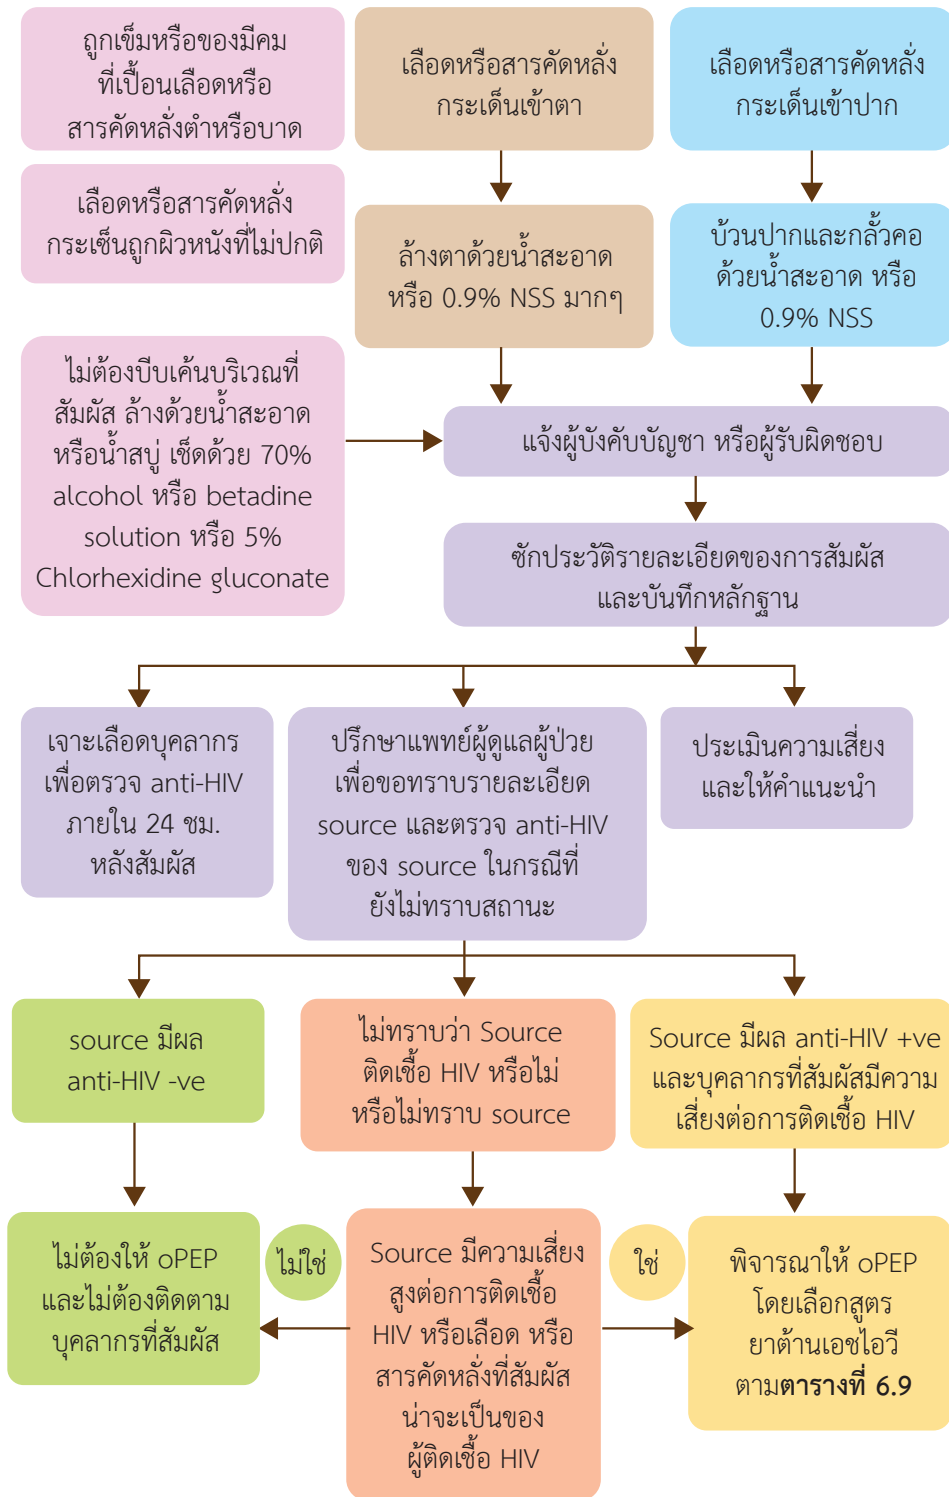 ถูกเข็มหรือของมีคม
ที่เปื้อนเลือดหรือ
สารคัดหลั่งตำหรือบาด
เลือดหรือสารคัดหลั่ง
กระเด็นเข้าตา
เลือดหรือสารคัดหลั่ง
กระเด็นเข้าปาก
เลือดหรือสารคัดหลั่ง
กระเซ็นถูกผิวหนังที่ไม่ปกติ
ล้างตาด้วยน้ำสะอาด
หรือ 0.9% NSS มากๆ
บ้วนปากและกลั้วคอ
ด้วยน้ำสะอาด หรือ
0.9% NSS
ไม่ต้องบีบเค้นบริเวณที่
สัมผัส ล้างด้วยน้ำสะอาด
หรือน้ำสบู่ เช็ดด้วย 70%
alcohol หรือ betadine
solution หรือ 5%
Chlorhexidine gluconate
แจ้งผู้บังคับบัญชา หรือผู้รับผิดชอบ
ซักประวัติรายละเอียดของการสัมผัส
และบันทึกหลักฐาน
เจาะเลือดบุคลากร
เพื่อตรวจ anti-HIV
ภายใน 24 ชม.
หลังสัมผัส
ปรึกษาแพทย์ผู้ดูแลผู้ป่วย
เพื่อขอทราบรายละเอียด
source และตรวจ anti-HIV
ของ source ในกรณีที่
ยังไม่ทราบสถานะ
ประเมินความเสี่ยง
และให้คำแนะนำ
source มีผล
anti-HIV -ve
ไม่ทราบว่า Source
ติดเชื้อ HIV หรือไม่
หรือไม่ทราบ source
Source มีผล anti-HIV +ve
และบุคลากรที่สัมผัสมีความ
เสี่ยงต่อการติดเชื้อ HIV
ไม่ต้องให้ oPEP
และไม่ต้องติดตาม
บุคลากรที่สัมผัส
ไม่ใช่
Source มีความเสี่ยง
สูงต่อการติดเชื้อ
HIV หรือเลือด หรือ
สารคัดหลั่งที่สัมผัส
น่าจะเป็นของ
ผู้ติดเชื้อ HIV
ใช่
พิจารณาให้ oPEP
โดยเลือกสูตร
ยาต้านเอชไอวี
ตามตารางที่ 6.9